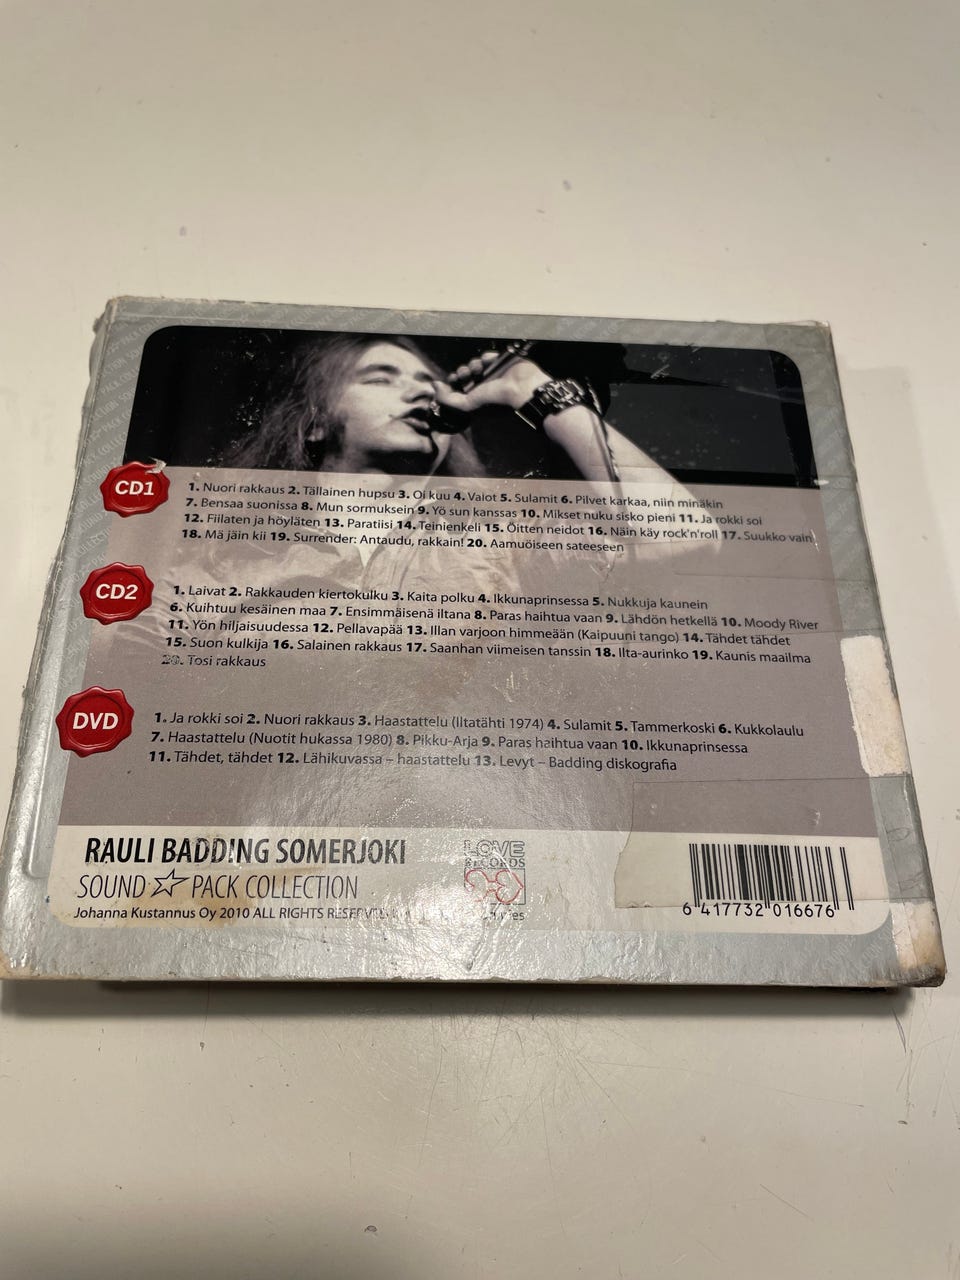 CD1
1. Nuori rakkaus 2. Tällainen hupsu 3. Oi kuu 4. Valot 5. Sulamit 6. Pilvet karkaa, niin minäkin
7. Bensaa suonissa 8. Mun sormuksein 9. Yö sun kanssas 10. Mikset nuku sisko pieni 11. Ja rokki soi
12. Fiilaten ja höyläten 13. Paratiisi 14. Teinienkeli 15. Öitten neidot 16. Näin käy rock'n'roll 17. Suukko vain
18. Mä jäin kii 19. Surrender: Antaudu, rakkain! 20. Aamuöiseen sateeseen
CD2
1. Laivat 2. Rakkauden kiertokulku 3. Kaita polku 4. Ikkunaprinsessa 5. Nukkuja kaunein
6. Kuihtuu kesäinen maa 7. Ensimmäisenä iltana 8. Paras haihtua vaan 9. Lähdön hetkellä 10. Moody River
11. Yön hiljaisuudessa 12. Pellavapää 13. Illan varjoon himmeään (Kaipuuni tango) 14. Tähdet tähdet
15. Suon kulkija 16. Salainen rakkaus 17. Saanhan viimeisen tanssin 18. Ilta-aurinko 19. Kaunis maailma
20. Tosi rakkaus
DVD
1. Ja rokki soi 2. Nuori rakkaus 3. Haastattelu (Iltatähti 1974) 4. Sulamit 5. Tammerkoski 6. Kukkolaulu
7. Haastattelu (Nuotit hukassa 1980) 8. Pikku-Arja 9. Paras haihtua vaan 10. Ikkunaprinsessa
11. Tähdet, tähdet 12. Lähikuvassa – haastattelu 13. Levyt – Badding diskografia
RAULI BADDING SOMERJOKI
SOUND PACK COLLECTION
Johanna Kustannus Oy 2010 ALL RIGHTS RESERVED
LOVE
RECORDS
6 417732 016676